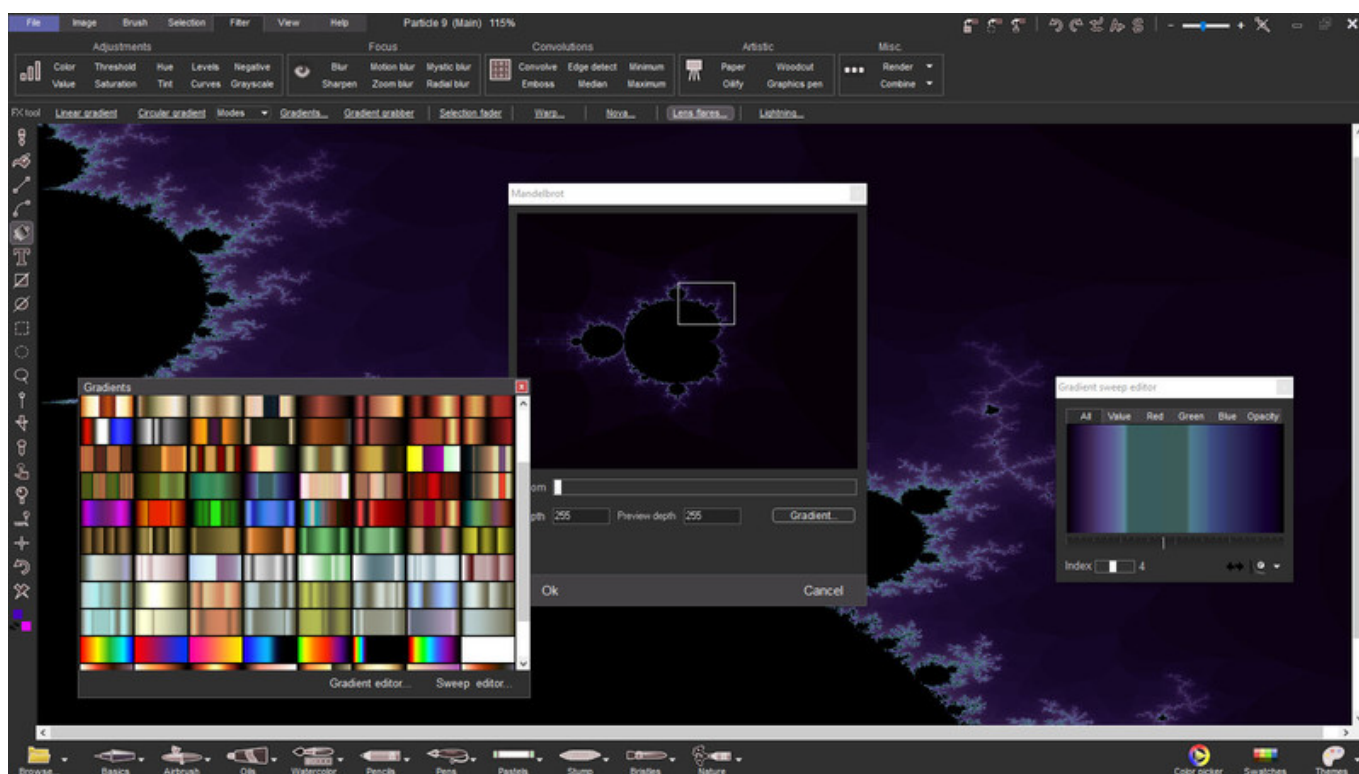 File Image Brush Selection Filter View Help Particle 9 (Main) 115%
Adjustments Focus Convolutions Artistic Misc.
Color Threshold Hue Levels Negative Blur Motion blur Mystic blur Convolve Edge detect Minimum Paper Woodcut Render
Value Saturation Tint Curves Grayscale Sharpen Zoom blur Radial blur Emboss Median Maximum Oilify Graphics pen Combine
FX tool Linear gradient Circular gradient Modes Gradients... Gradient grabber Selection fader Warp... Nova... Lens flares... Lightning...
Mandelbrot
Gradients
Gradient sweep editor
All Value Red Green Blue Opacity
om
pth 255 Preview depth 255 Gradient...
Index 4
Ok Cancel
Gradient editor... Sweep editor...
Browse Basics Airbrush Oils Watercolor Pencils Pens Pastels Stump Bristles Nature Color picker Swatches Themes